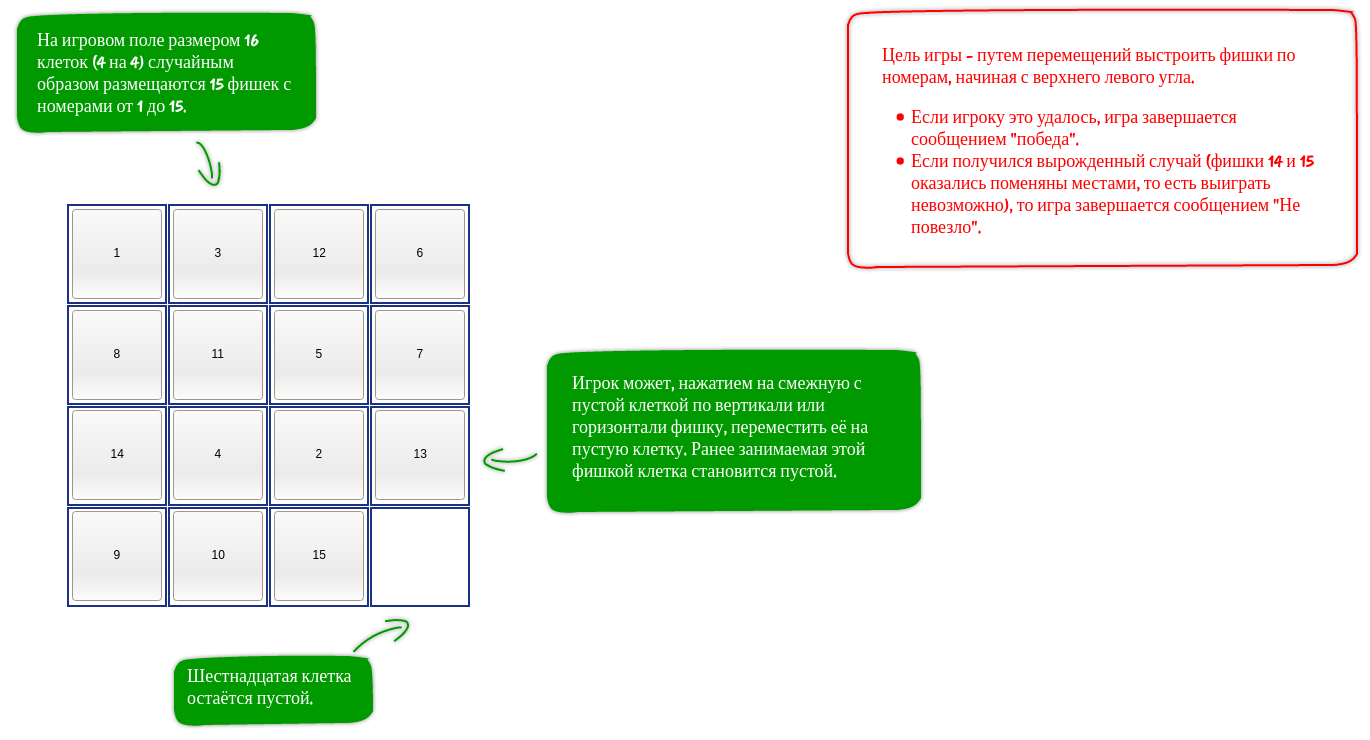 На игровом поле размером 16
клеток (4 на 4) случайным
образом размещаются 15 фишек с
номерами от 1 до 15.
Цель игры - путем перемещений выстроить фишки по
номерам, начиная с верхнего левого угла.
• Если игроку это удалось, игра завершается
сообщением "победа".
• Если получился вырожденный случай (фишки 14 и 15
оказались поменяны местами, то есть выиграть
невозможно), то игра завершается сообщением "Не
повезло".
1 3 12 6
8 11 5 7
14 4 2 13
9 10 15
Игрок может, нажатием на смежную с
пустой клеткой по вертикали или
горизонтали фишку, переместить её на
пустую клетку. Ранее занимаемая этой
фишкой клетка становится пустой.
Шестнадцатая клетка
остаётся пустой.